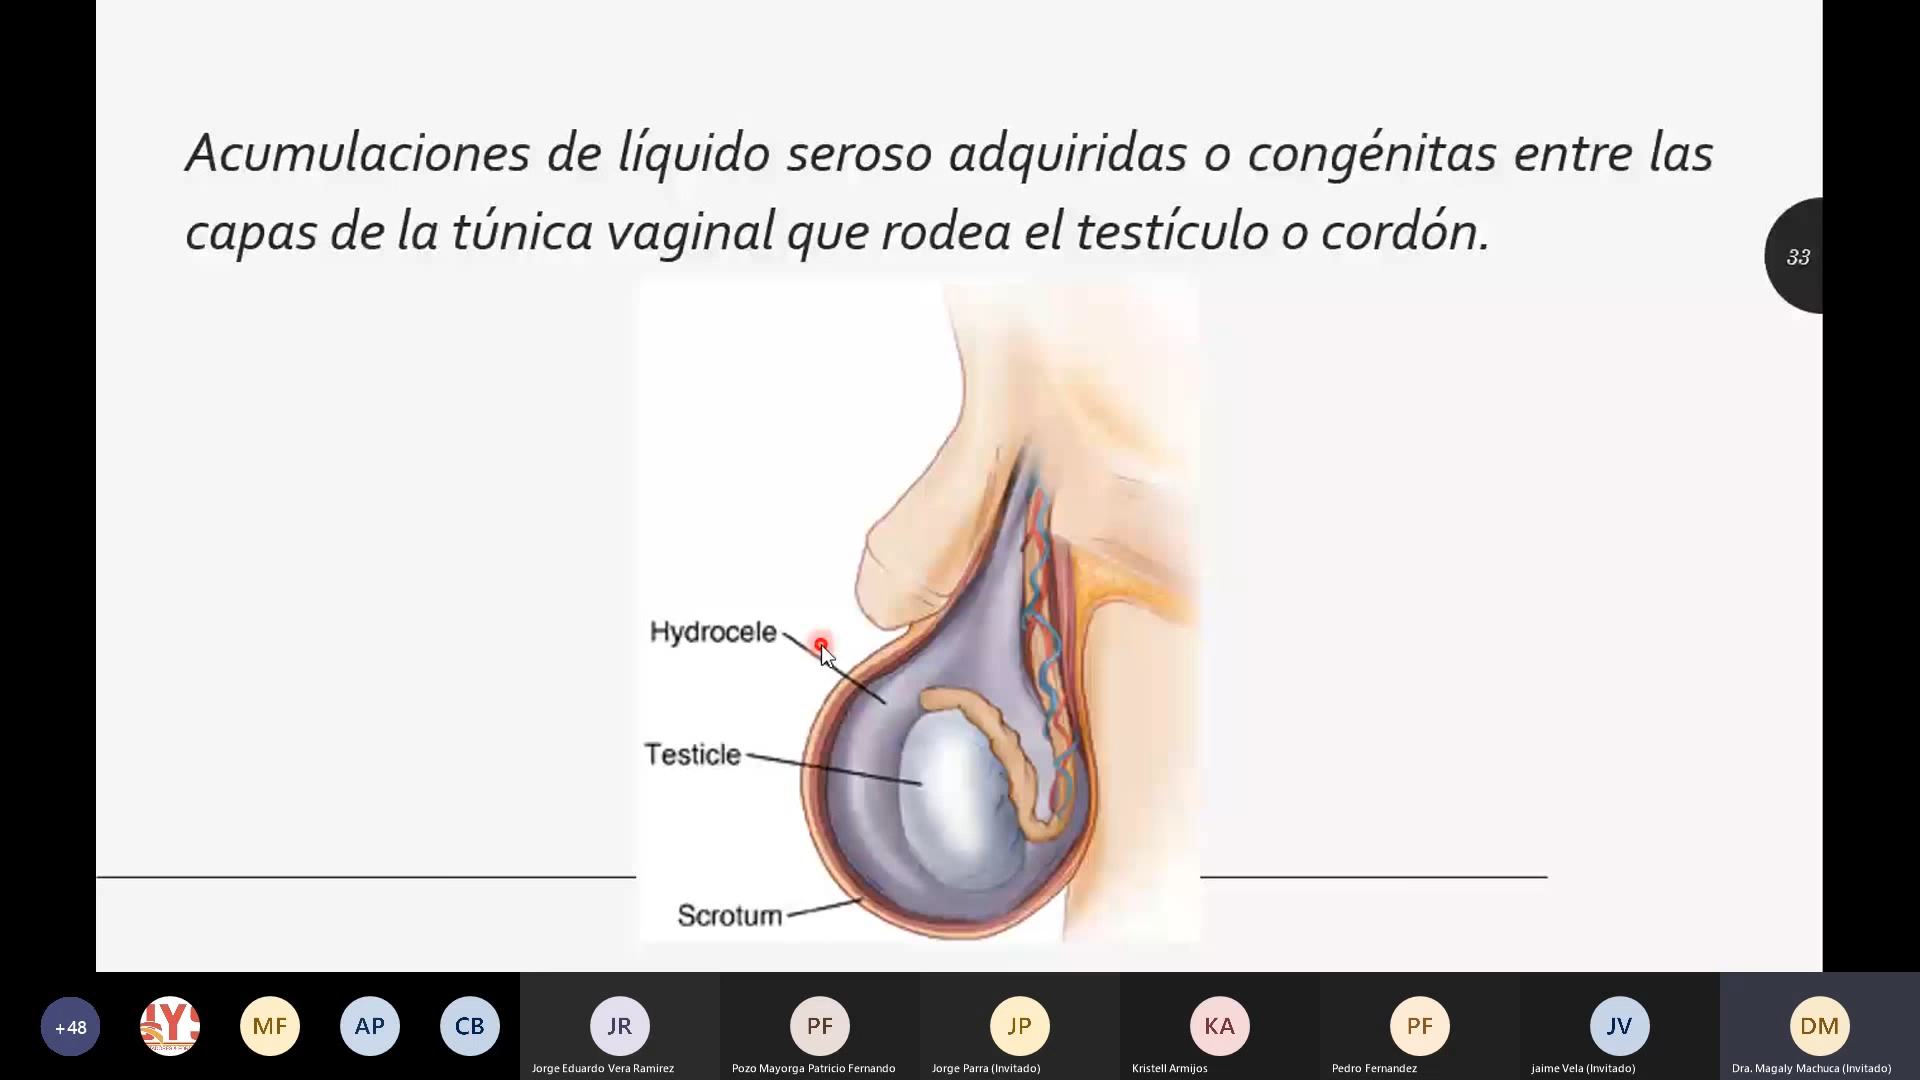 Acumulaciones de líquido seroso adquiridas o congénitas entre las
capas de la túnica vaginal que rodea el testículo o cordón.
33
Hydrocele
Testicle
Scrotum
+48
MF
AP
CB
JR
PF
JP
KA
PF
JV
DM
Jorge Eduardo Vera Ramirez
Pozo Mayorga Patricio Fernando
Jorge Parra (Invitado)
Kristell Armijos
Pedro Fernandez
jaime Vela (Invitado)
Dra. Magaly Machuca (Invitado)